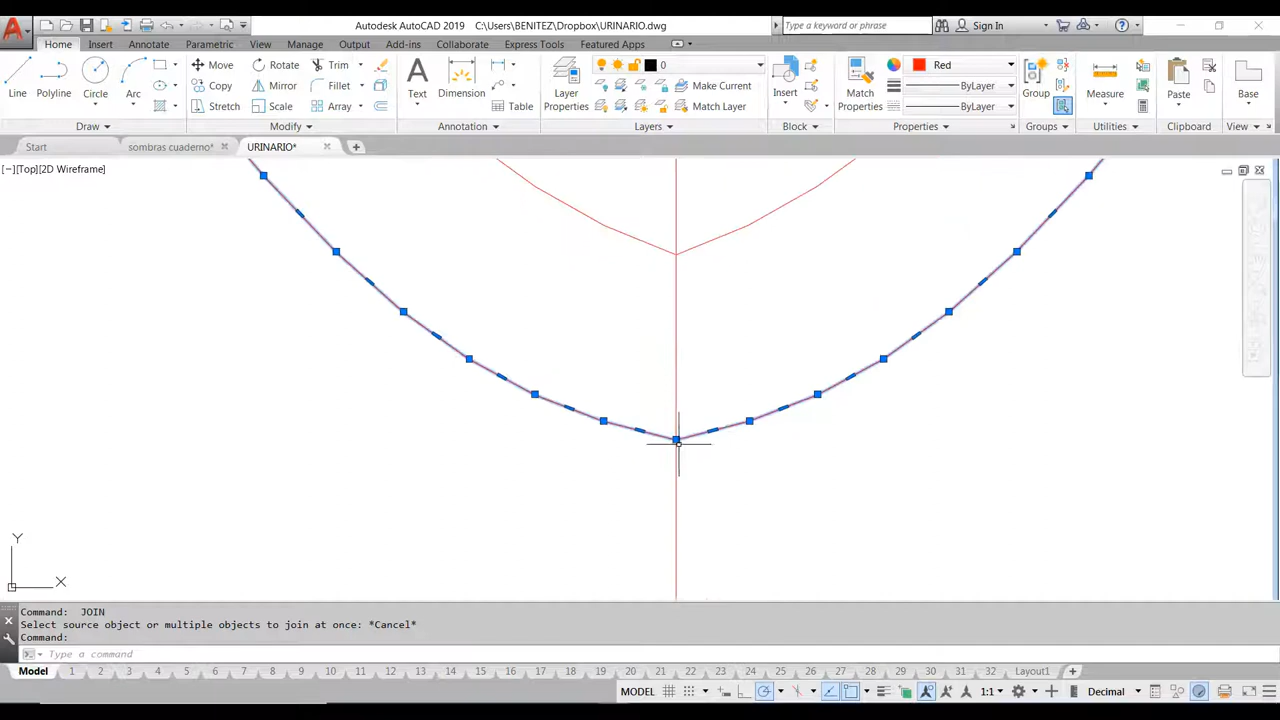 Autodesk AutoCAD 2019 C:\Users\BENITEZ\Dropbox\URINARIO.dwg
Type a keyword or phrase
Sign In
Home Insert Annotate Parametric View Manage Output Add-ins Collaborate Express Tools Featured Apps
Line
Polyline
Circle
Arc
Draw
Move
Copy
Stretch
Rotate
Mirror
Scale
Trim
Fillet
Array
Modify
Text
Dimension
Table
Annotation
Layer
Properties
0
Make Current
Match Layer
Layers
Insert
Block
Match
Properties
Red
ByLayer
ByLayer
Properties
Group
Groups
Measure
Utilities
Paste
Clipboard
Base
View
Start
sombras cuaderno*
URINARIO*
[−][Top][2D Wireframe]
Y
X
Command: JOIN
Select source object or multiple objects to join at once: *Cancel*
Command:
Type a command
Model 1 2 3 4 5 6 7 8 9 10 11 12 13 14 15 16 17 18 19 20 21 22 23 24 25 26 27 28 29 30 31 32 Layout1
MODEL
1:1
Decimal